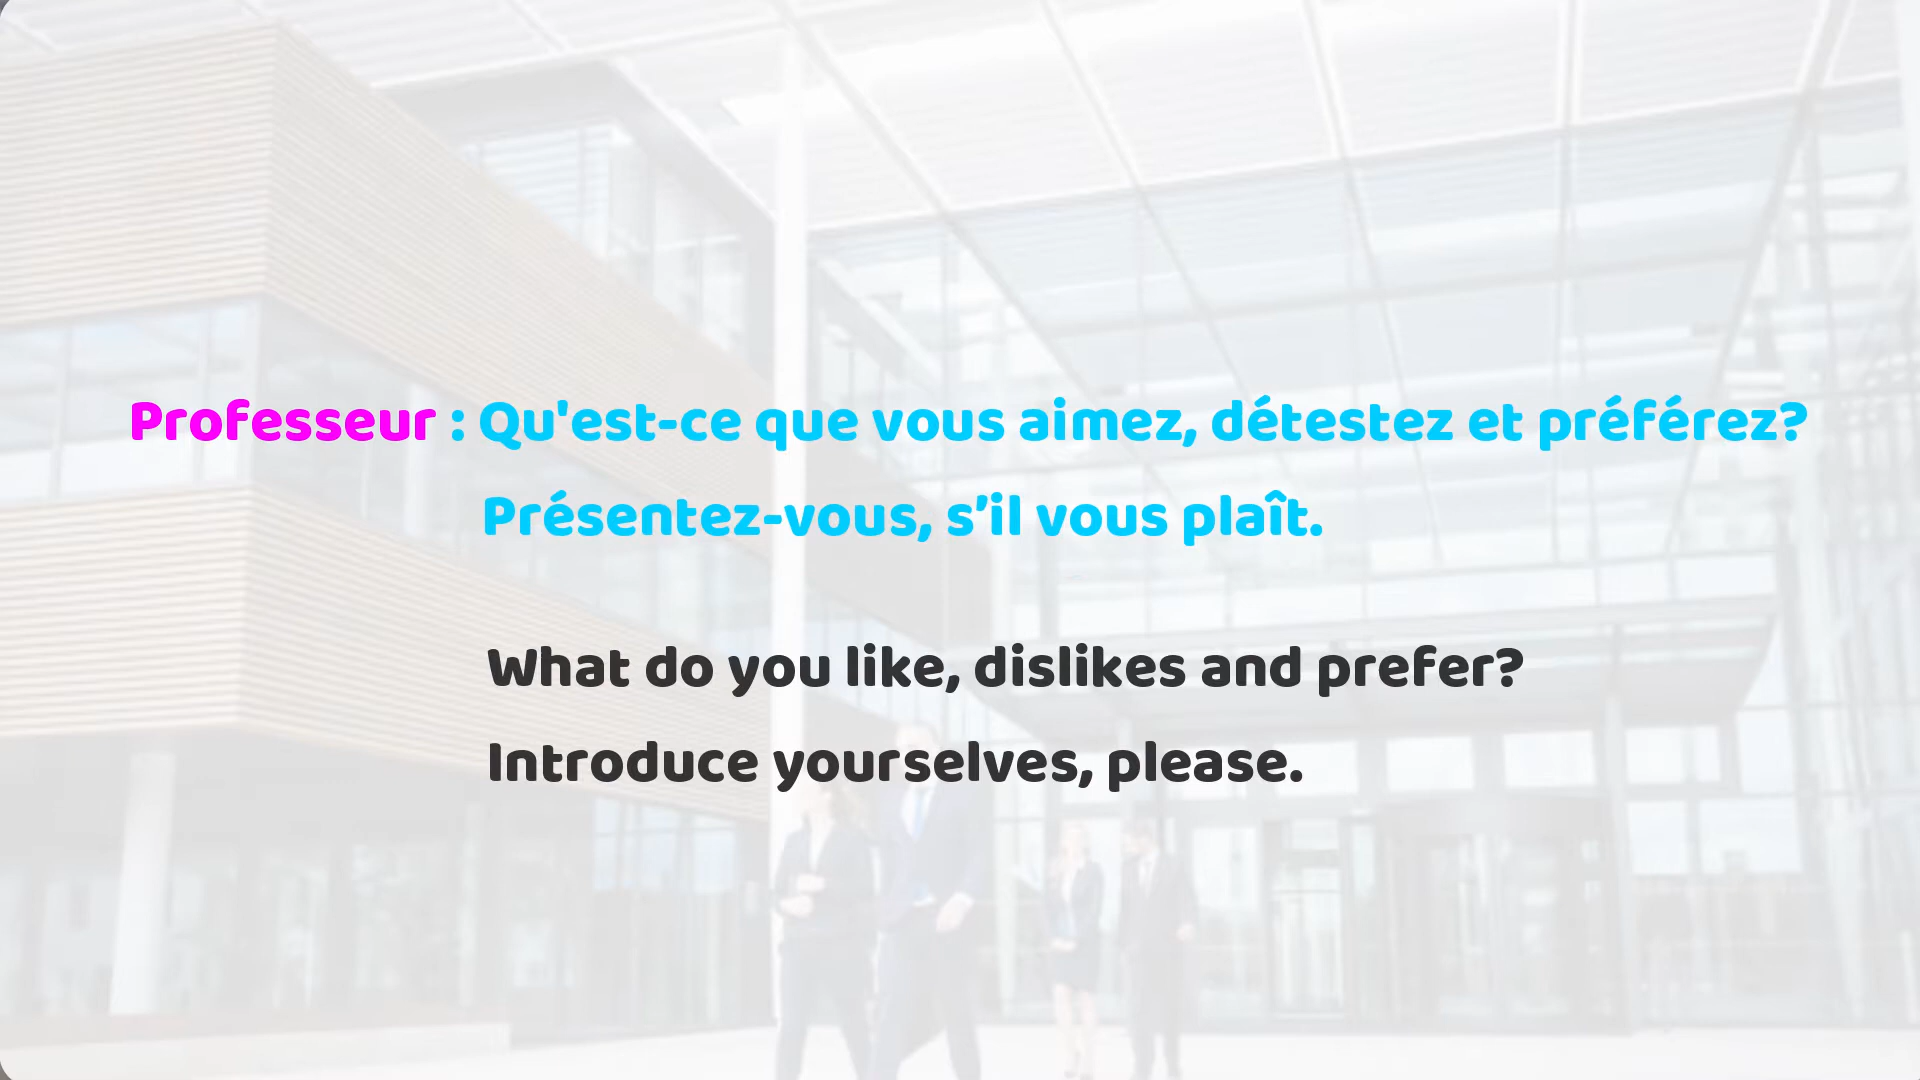 Professeur : Qu'est-ce que vous aimez, détestez et préférez?
Présentez-vous, s’il vous plaît.
What do you like, dislikes and prefer?
Introduce yourselves, please.